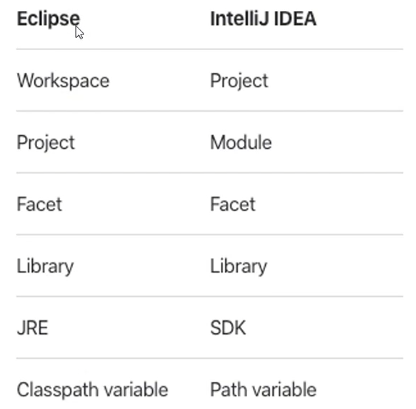 Eclipse IntelliJ IDEA
Workspace Project
Project Module
Facet Facet
Library Library
JRE SDK
Classpath variable Path variable